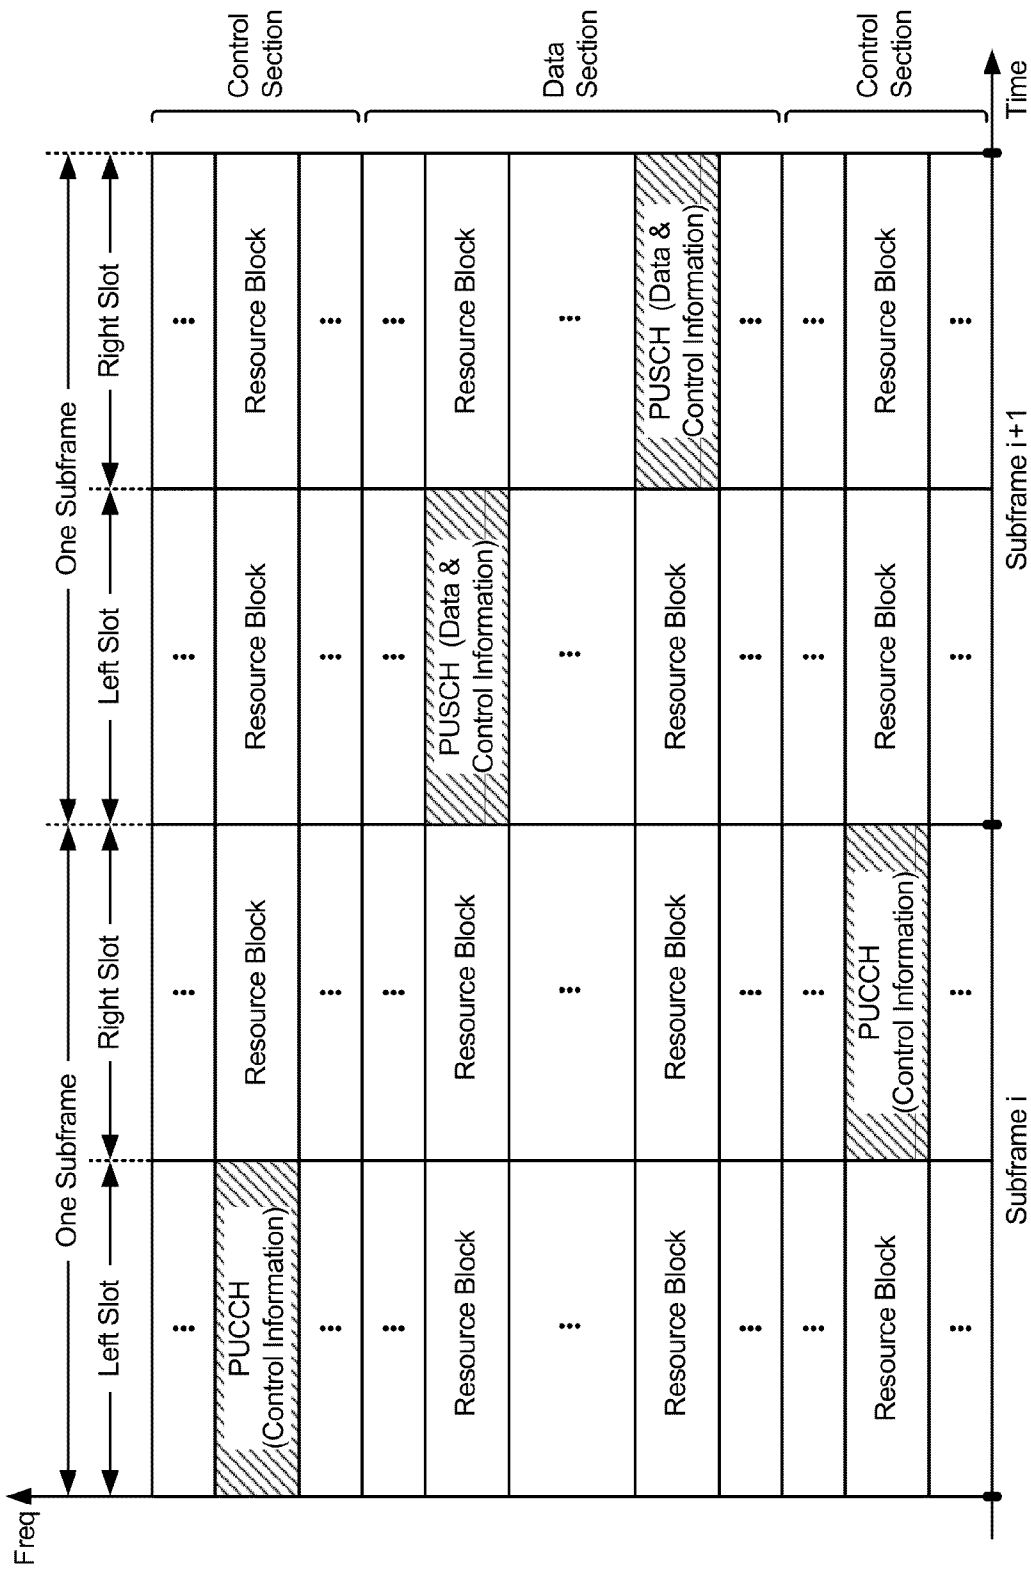 Freq
One Subframe One Subframe
Left Slot Right Slot Left Slot Right Slot
PUCCH
(Control Information)
Resource Block Resource Block Resource Block
Control
Section
Resource Block Resource Block
PUSCH (Data &
Control Information)
Resource Block
Data
Section
Resource Block Resource Block Resource Block
PUSCH (Data &
Control Information)
Resource Block
PUCCH
(Control Information)
Resource Block Resource Block
Control
Section
Subframe i Subframe i+1 Time